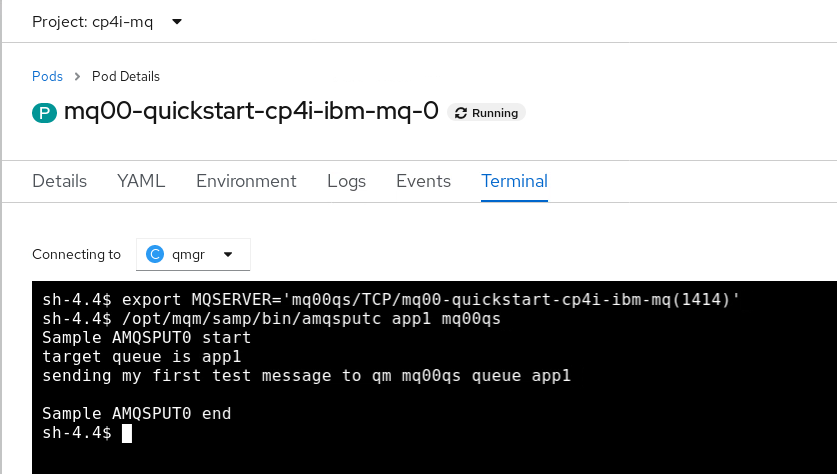 Project: cp4i-mq
Pods > Pod Details
P mq00-quickstart-cp4i-ibm-mq-0 Running
Details YAML Environment Logs Events Terminal
Connecting to C qmgr
sh-4.4$ export MQSERVER='mq00qs/TCP/mq00-quickstart-cp4i-ibm-mq(1414)'
sh-4.4$ /opt/mqm/samp/bin/amqsputc app1 mq00qs
Sample AMQSPUT0 start
target queue is app1
sending my first test message to qm mq00qs queue app1
Sample AMQSPUT0 end
sh-4.4$